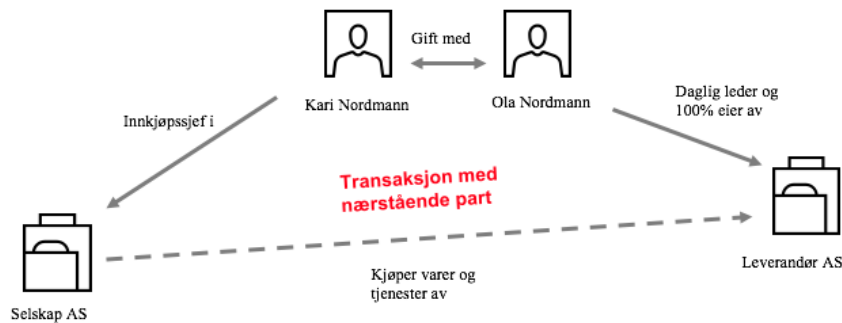 Gift med
Kari Nordmann
Ola Nordmann
Daglig leder og
100% eier av
Innkjøpssjef i
Transaksjon med
nærstående part
Leverandør AS
Kjøper varer og
tjenester av
Selskap AS